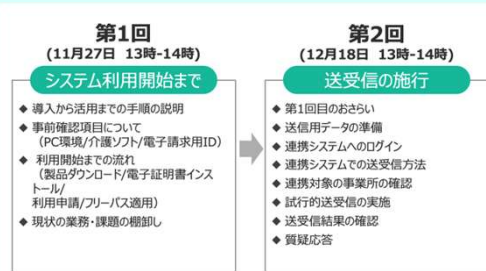 第1回
(11月27日 13時-14時)
システム利用開始まで
◆ 導入から活用までの手順の説明
◆ 事前確認項目について
（PC環境/介護ソフト/電子請求用ID）
◆ 利用開始までの流れ
（製品ダウンロード/電子証明書インス
トール/
利用申請/フリーパス適用）
◆ 現状の業務・課題の棚卸し
第2回
(12月18日 13時-14時)
送受信の施行
◆ 第1回目のおさらい
◆ 送信用データの準備
◆ 連携システムへのログイン
◆ 連携システムでの送受信方法
◆ 連携対象の事業所の確認
◆ 試行的送受信の実施
◆ 送受信結果の確認
◆ 質疑応答